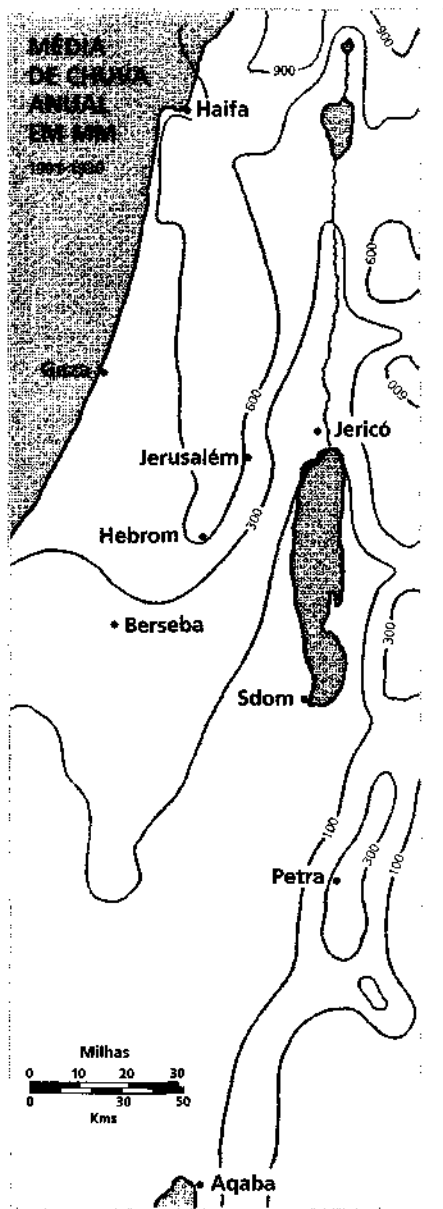 MÉDIA
DE CHUVA
ANUAL
EM MM
900
900
Haifa
600
Gaza
600
600
Jericó
Jerusalém
300
Hebrom
Berseba
300
Sdom
100
300
100
Petra
Milhas
0 10 20 30
0 30 50
Kms
Aqaba